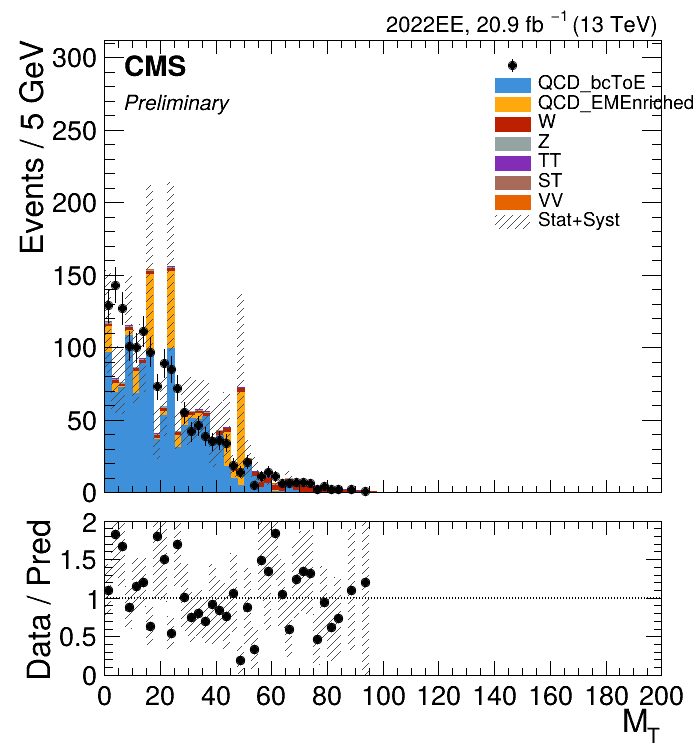 2022EE, 20.9 fb ⁻¹ (13 TeV)
Events / 5 GeV
300
250
200
150
100
50
0
CMS
Preliminary
QCD_bcToE
QCD_EMEnriched
W
Z
TT
ST
VV
Stat+Syst
Data / Pred
2
1.5
1
0.5
0
0 20 40 60 80 100 120 140 160 180 200
M_T